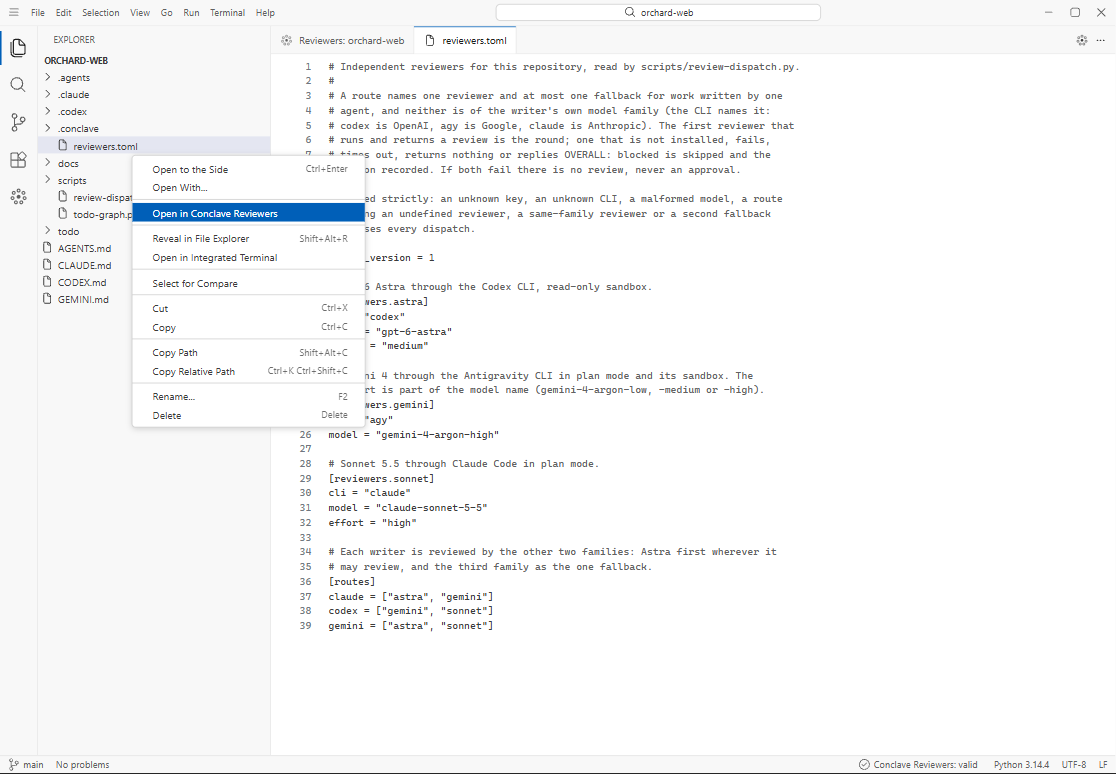 File Edit Selection View Go Run Terminal Help
orchard-web
EXPLORER
ORCHARD-WEB
.agents
.claude
.codex
.conclave
reviewers.toml
docs
scripts
review-dispat
todo-graph.p
todo
AGENTS.md
CLAUDE.md
CODEX.md
GEMINI.md
Open to the Side Ctrl+Enter
Open With...
Open in Conclave Reviewers
Reveal in File Explorer Shift+Alt+R
Open in Integrated Terminal
Select for Compare
Cut Ctrl+X
Copy Ctrl+C
Copy Path Shift+Alt+C
Copy Relative Path Ctrl+K Ctrl+Shift+C
Rename... F2
Delete Delete
Reviewers: orchard-web
reviewers.toml
1 # Independent reviewers for this repository, read by scripts/review-dispatch.py.
2 #
3 # A route names one reviewer and at most one fallback for work written by one
4 # agent, and neither is of the writer's own model family (the CLI names it:
5 # codex is OpenAI, agy is Google, claude is Anthropic). The first reviewer that
6 # runs and returns a review is the round; one that is not installed, fails,
7 # times out, returns nothing or replies OVERALL: blocked is skipped and the
on recorded. If both fail there is no review, never an approval.
ed strictly: an unknown key, an unknown CLI, a malformed model, a route
ng an undefined reviewer, a same-family reviewer or a second fallback
ses every dispatch.
_version = 1
6 Astra through the Codex CLI, read-only sandbox.
wers.astra]
"codex"
= "gpt-6-astra"
= "medium"
ni 4 through the Antigravity CLI in plan mode and its sandbox. The
rt is part of the model name (gemini-4-argon-low, -medium or -high).
wers.gemini]
"agy"
26 model = "gemini-4-argon-high"
27
28 # Sonnet 5.5 through Claude Code in plan mode.
29 [reviewers.sonnet]
30 cli = "claude"
31 model = "claude-sonnet-5-5"
32 effort = "high"
33
34 # Each writer is reviewed by the other two families: Astra first wherever it
35 # may review, and the third family as the one fallback.
36 [routes]
37 claude = ["astra", "gemini"]
38 codex = ["gemini", "sonnet"]
39 gemini = ["astra", "sonnet"]
main No problems
Conclave Reviewers: valid Python 3.14.4 UTF-8 LF